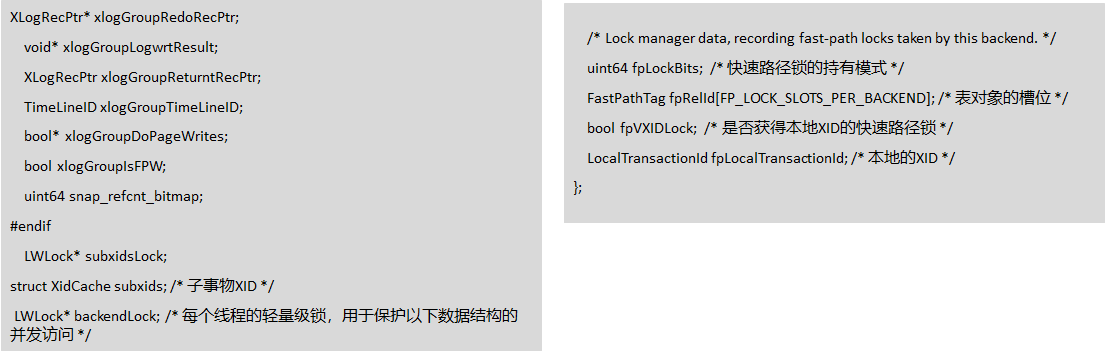 XLogRecPtr* xlogGroupRedoRecPtr;
void* xlogGroupLogwrtResult;
XLogRecPtr xlogGroupReturntRecPtr;
TimeLineID xlogGroupTimeLineID;
bool* xlogGroupDoPageWrites;
bool xlogGroupIsFPW;
uint64 snap_refcnt_bitmap;
#endif
LWLock* subxidsLock;
struct XidCache subxids; /* 子事物XID */
LWLock* backendLock; /* 每个线程的轻量级锁，用于保护以下数据结构的
并发访问 */
/* Lock manager data, recording fast-path locks taken by this backend. */
uint64 fpLockBits; /* 快速路径锁的持有模式 */
FastPathTag fpRelId[FP_LOCK_SLOTS_PER_BACKEND]; /* 表对象的槽位 */
bool fpVXIDLock; /* 是否获得本地XID的快速路径锁 */
LocalTransactionId fpLocalTransactionId; /* 本地的XID */
};